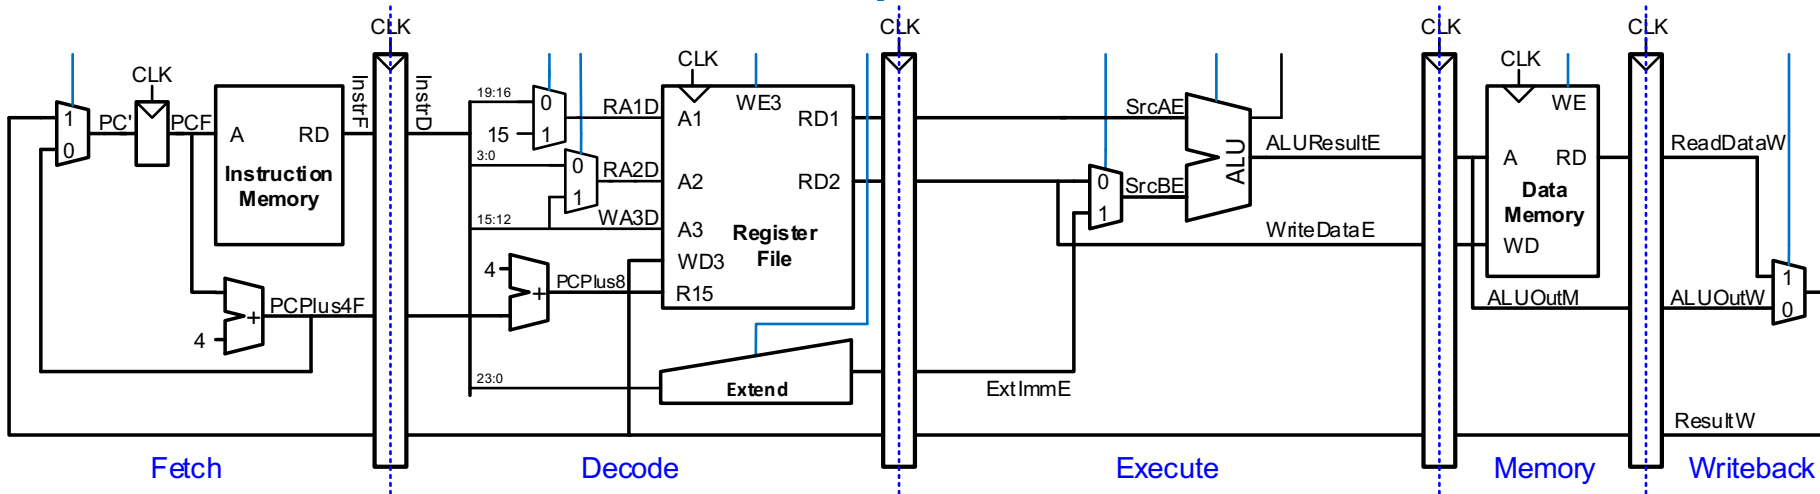 CLK
CLK
CLK
CLK
CLK
1
0
PC'
PCF
A
RD
Instruction
Memory
InstrF
4
+
PCPlus4F
InstrD
19:16
15
0
1
RA1D
3:0
0
1
RA2D
15:12
WA3D
4
+
PCPlus8
23:0
CLK
WE3
A1
RD1
A2
RD2
A3
Register
File
WD3
R15
Extend
SrcAE
0
1
SrcBE
ALU
ALUResultE
WriteDataE
ExtImmE
CLK
WE
A
RD
Data
Memory
WD
ALUOutM
ReadDataW
ALUOutW
1
0
ResultW
Fetch
Decode
Execute
Memory
Writeback